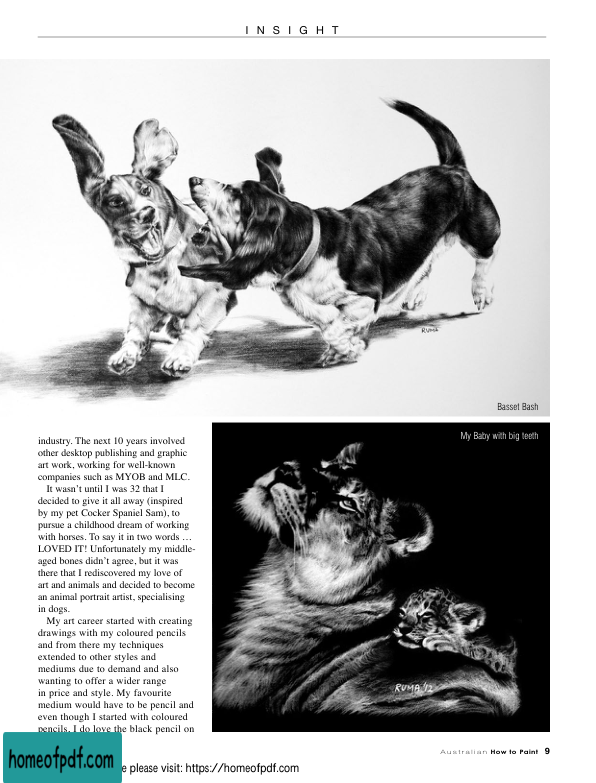 INSIGHT
RUMA
Basset Bash
industry. The next 10 years involved
other desktop publishing and graphic
art work, working for well-known
companies such as MYOB and MLC.
It wasn’t until I was 32 that I
decided to give it all away (inspired
by my pet Cocker Spaniel Sam), to
pursue a childhood dream of working
with horses. To say it in two words …
LOVED IT! Unfortunately my middle-
aged bones didn’t agree, but it was
there that I rediscovered my love of
art and animals and decided to become
an animal portrait artist, specialising
in dogs.
My art career started with creating
drawings with my coloured pencils
and from there my techniques
extended to other styles and
mediums due to demand and also
wanting to offer a wider range
in price and style. My favourite
medium would have to be pencil and
even though I started with coloured
pencils, I do love the black pencil on
My Baby with big teeth
RUMA '12
Australian How to Paint 9
homeofpdf.com
e please visit: https://homeofpdf.com